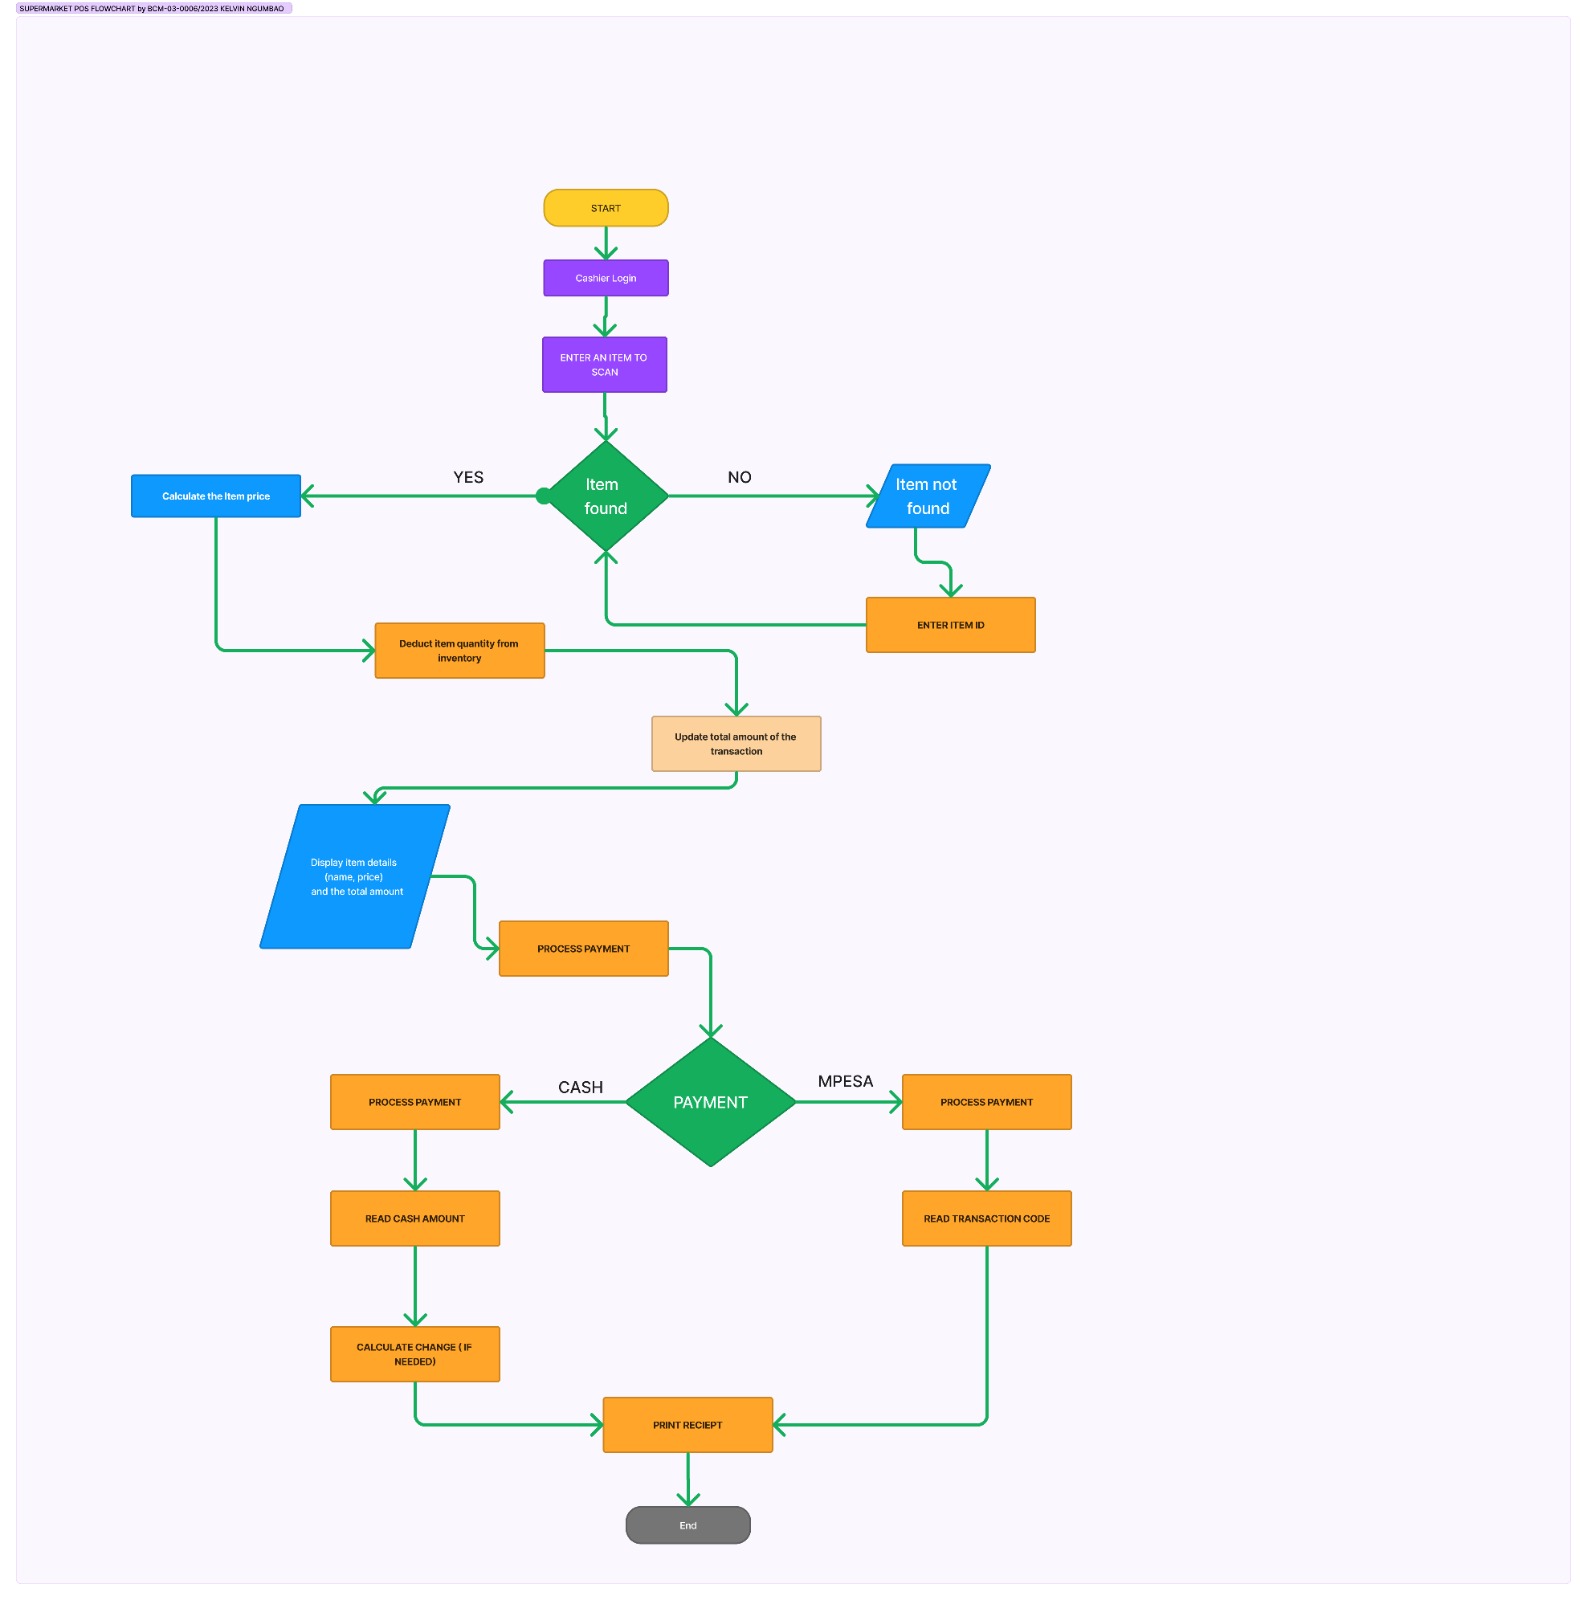 SUPERMARKET POS FLOWCHART by BCM-03-0006/2023 KELVIN NGUMBAO
START
Cashier Login
ENTER AN ITEM TO
SCAN
YES
Item
found
NO
Item not
found
Calculate the Item price
ENTER ITEM ID
Deduct item quantity from
inventory
Update total amount of the
transaction
Display item details
(name, price)
and the total amount
PROCESS PAYMENT
CASH
PAYMENT
MPESA
PROCESS PAYMENT
PROCESS PAYMENT
READ CASH AMOUNT
READ TRANSACTION CODE
CALCULATE CHANGE ( IF
NEEDED)
PRINT RECIEPT
End